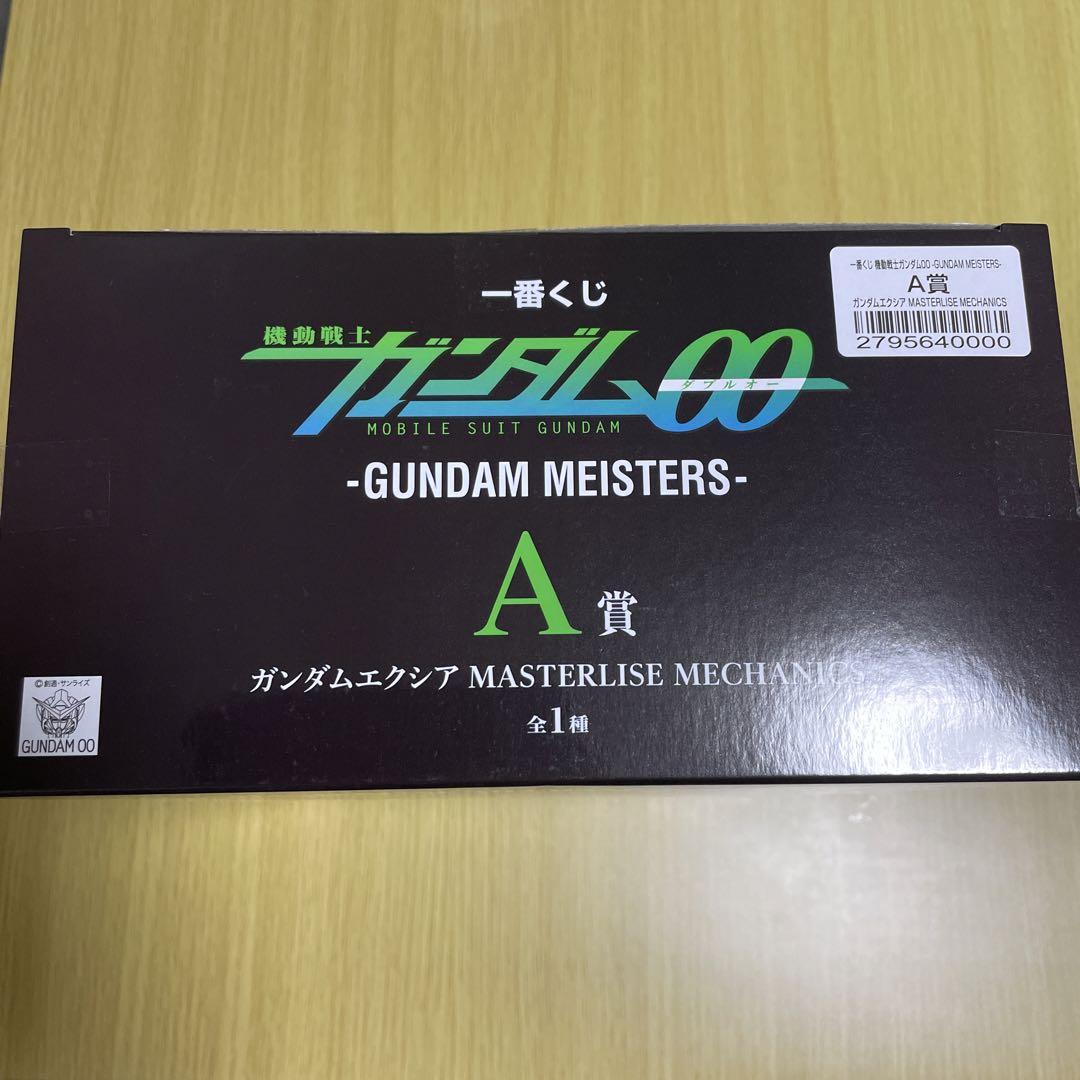 一番くじ
機動戦士
ガンダム00
ダブルオー
MOBILE SUIT GUNDAM
-GUNDAM MEISTERS-
A賞
ガンダムエクシア MASTERLISE MECHANICS
全1種
一番くじ 機動戦士ガンダム00 -GUNDAM MEISTERS-
A賞
ガンダムエクシア MASTERLISE MECHANICS
2795640000
©創通・サンライズ
GUNDAM 00